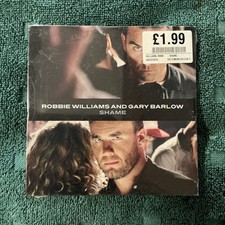 £1.99
ROBBIE WILLIAMS AND GARY BARLOW
SHAME